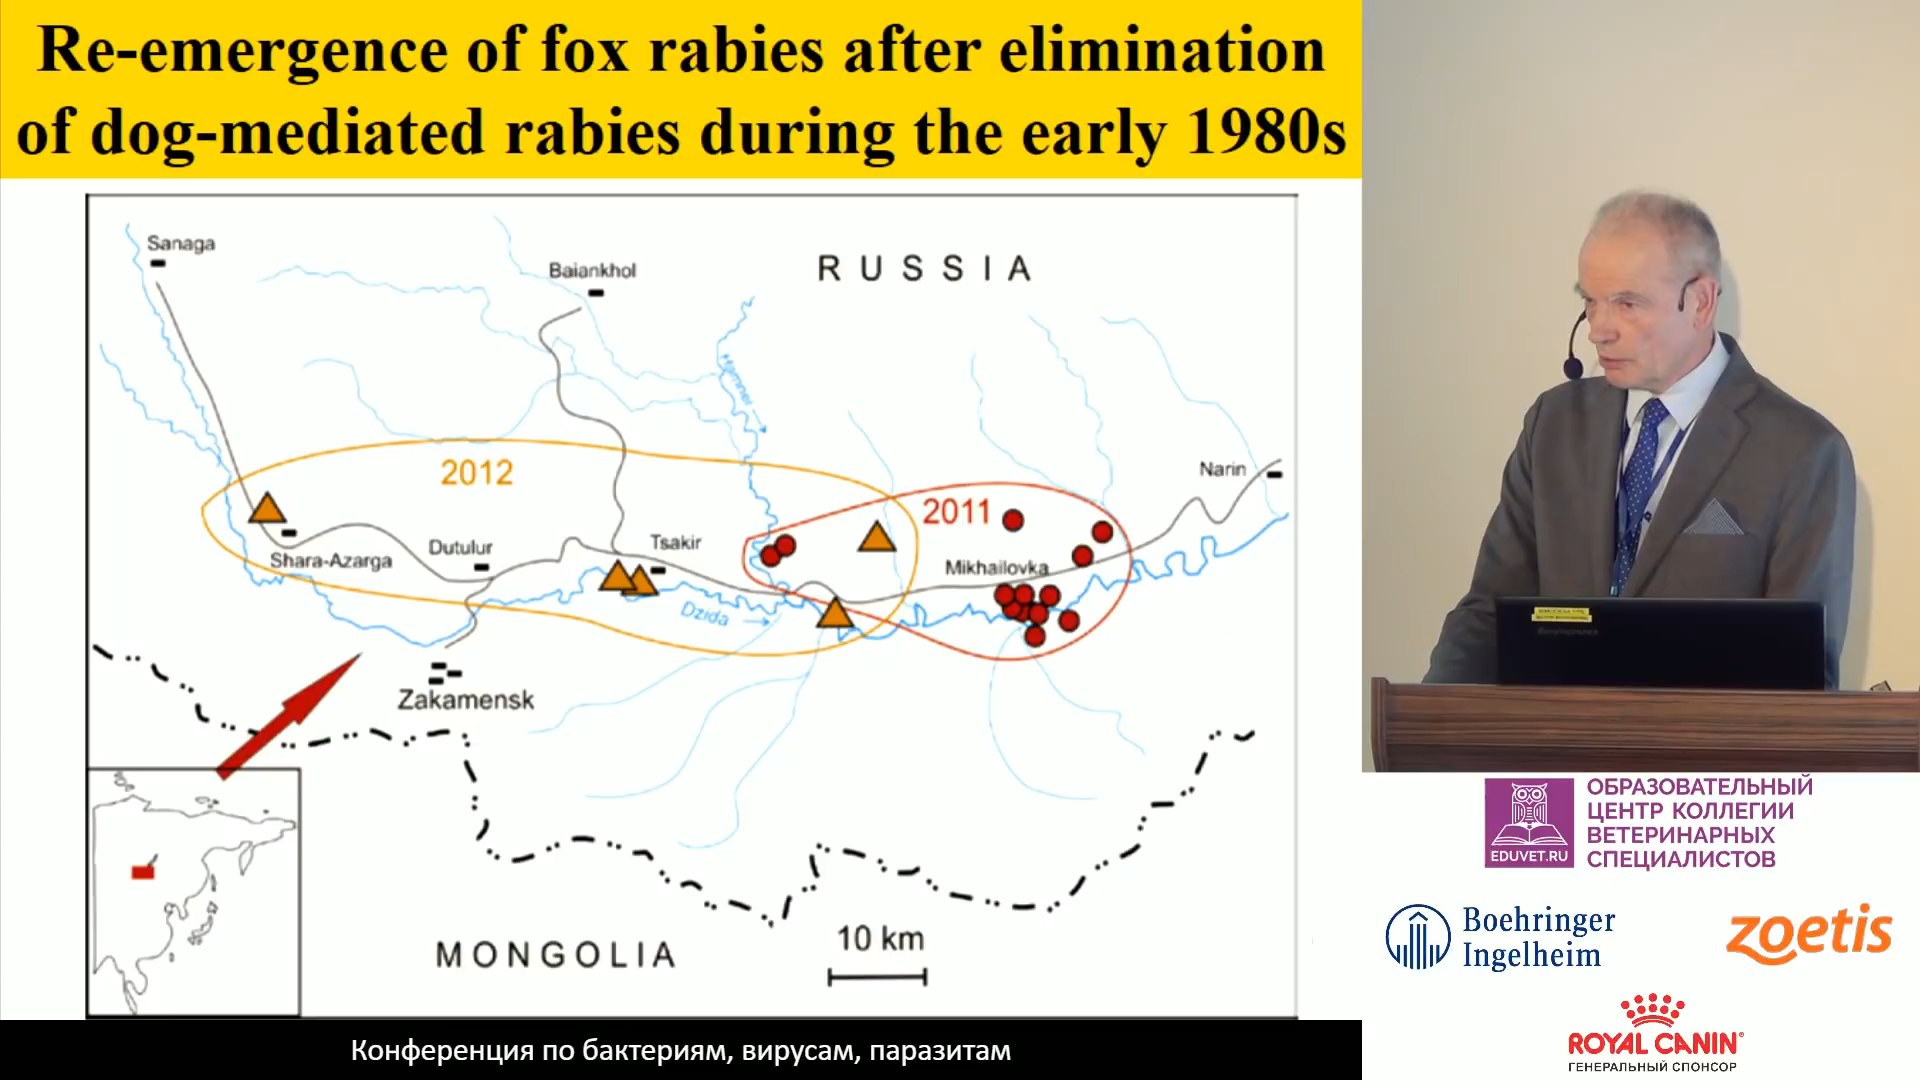 Re-emergence of fox rabies after elimination
of dog-mediated rabies during the early 1980s
Sanaga
Baiankhol
RUSSIA
Hamnei
2012
2011
Narin
Shara-Azarga
Dutulur
Tsakir
Mikhailovka
Dzida
Zakamensk
MONGOLIA
10 km
Конференция по бактериям, вирусам, паразитам
EDUVET.RU
ОБРАЗОВАТЕЛЬНЫЙ
ЦЕНТР КОЛЛЕГИИ
ВЕТЕРИНАРНЫХ
СПЕЦИАЛИСТОВ
Boehringer
Ingelheim
zoetis
ROYAL CANIN
ГЕНЕРАЛЬНЫЙ СПОНСОР